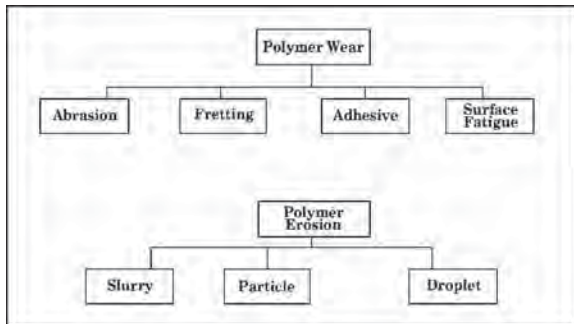 Polymer Wear
Abrasion
Fretting
Adhesive
Surface
Fatigue
Polymer
Erosion
Slurry
Particle
Droplet